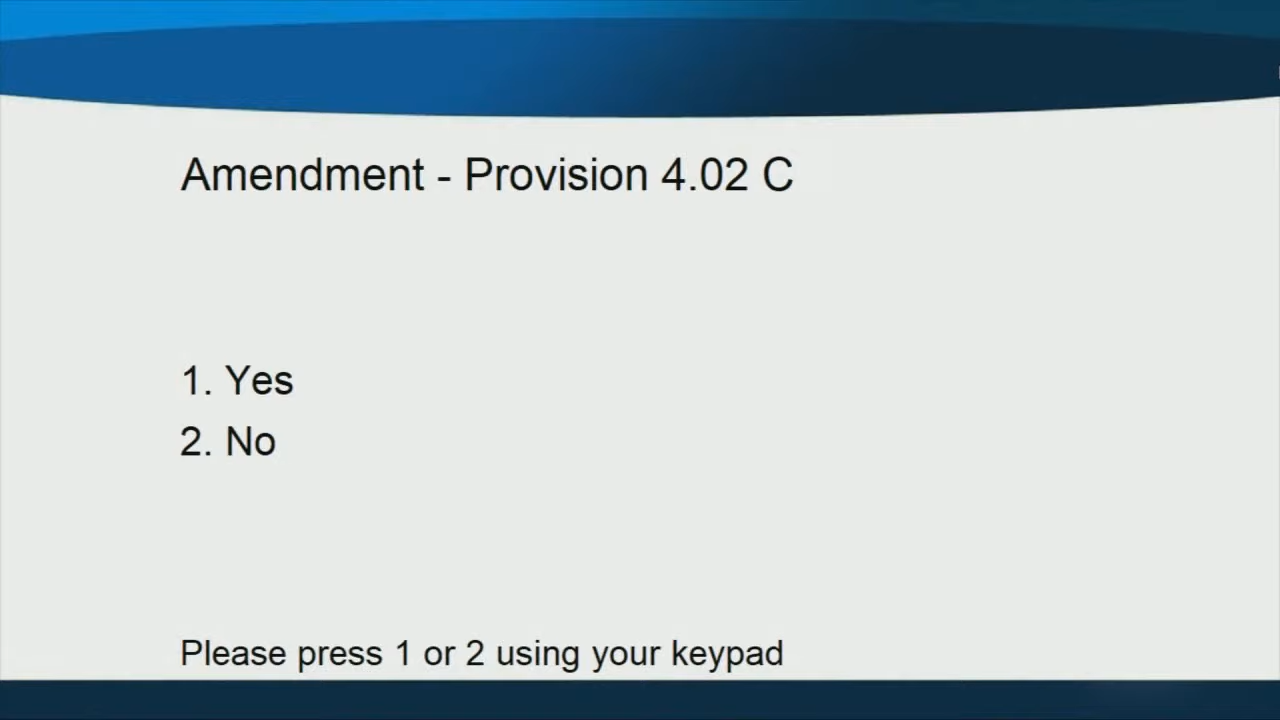 Amendment - Provision 4.02 C
1. Yes
2. No
Please press 1 or 2 using your keypad